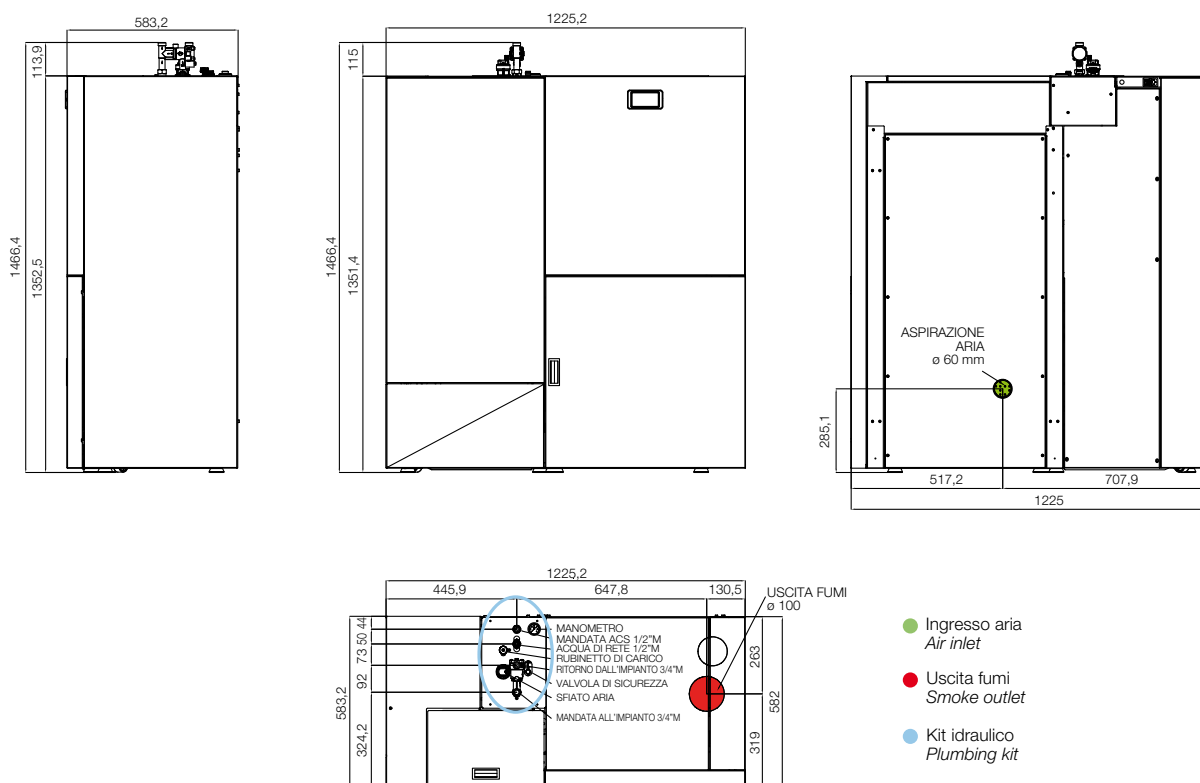 583,2
113,9
1466,4
1352,5
1225,2
115
1466,4
1351,4
ASPIRAZIONE
ARIA
ø 60 mm
285,1
517,2
707,9
1225
1225,2
445,9
647,8
130,5
USCITA FUMI
ø 100
44
50
73
92
583,2
324,2
MANOMETRO
MANDATA ACS 1/2"M
ACQUA DI RETE 1/2"M
RUBINETTO DI CARICO
RITORNO DALL'IMPIANTO 3/4"M
VALVOLA DI SICUREZZA
SFIATO ARIA
MANDATA ALL'IMPIANTO 3/4"M
263
582
319
Ingresso aria
Air inlet
Uscita fumi
Smoke outlet
Kit idraulico
Plumbing kit